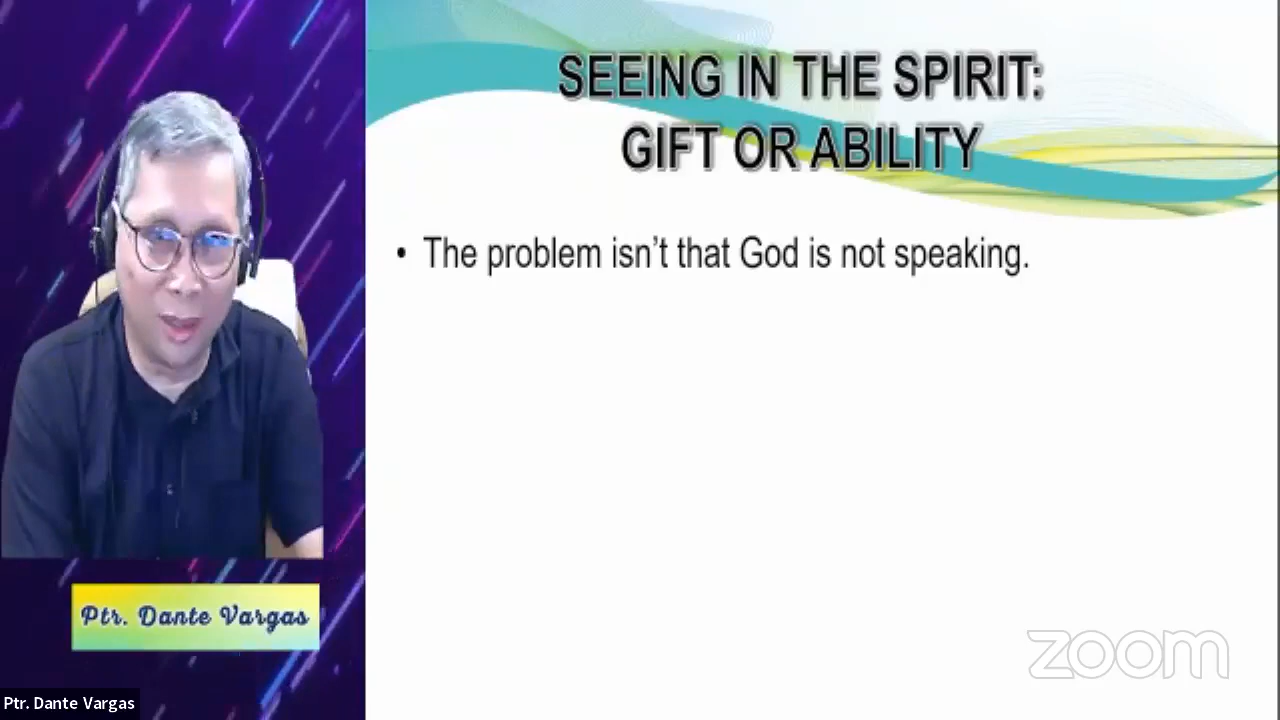 SEEING IN THE SPIRIT:
GIFT OR ABILITY
• The problem isn't that God is not speaking.
Ptr. Dante Vargas
zoom
Ptr. Dante Vargas